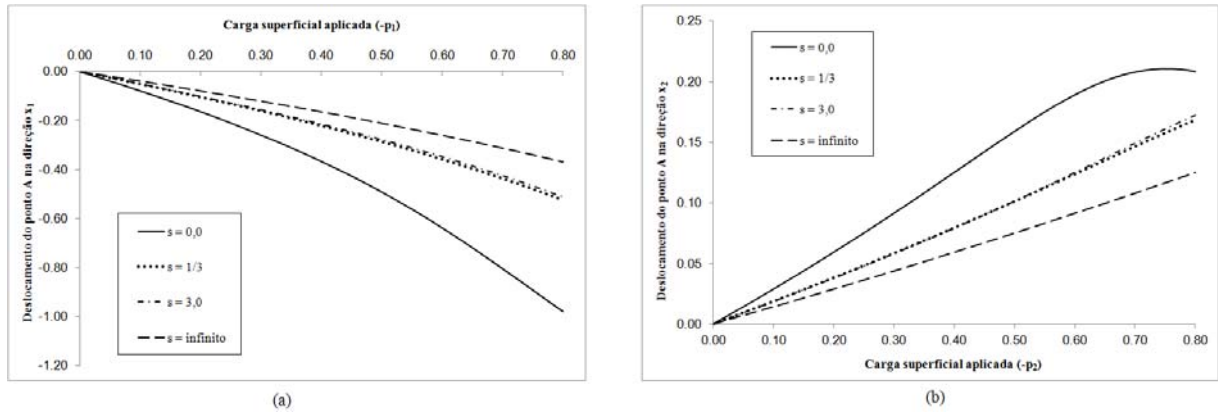 Carga superficial aplicada (-p1)
0.00 0.10 0.20 0.30 0.40 0.50 0.60 0.70 0.80
0.00
-0.20
-0.40
-0.60
-0.80
-1.00
-1.20
Deslocamento do ponto A na direção x1
s = 0,0
s = 1/3
s = 3,0
s = infinito
(a)
0.25
0.20
0.15
0.10
0.05
0.00
Deslocamento do ponto A na direção x2
s = 0,0
s = 1/3
s = 3,0
s = infinito
0.00 0.10 0.20 0.30 0.40 0.50 0.60 0.70 0.80
Carga superficial aplicada (-p2)
(b)